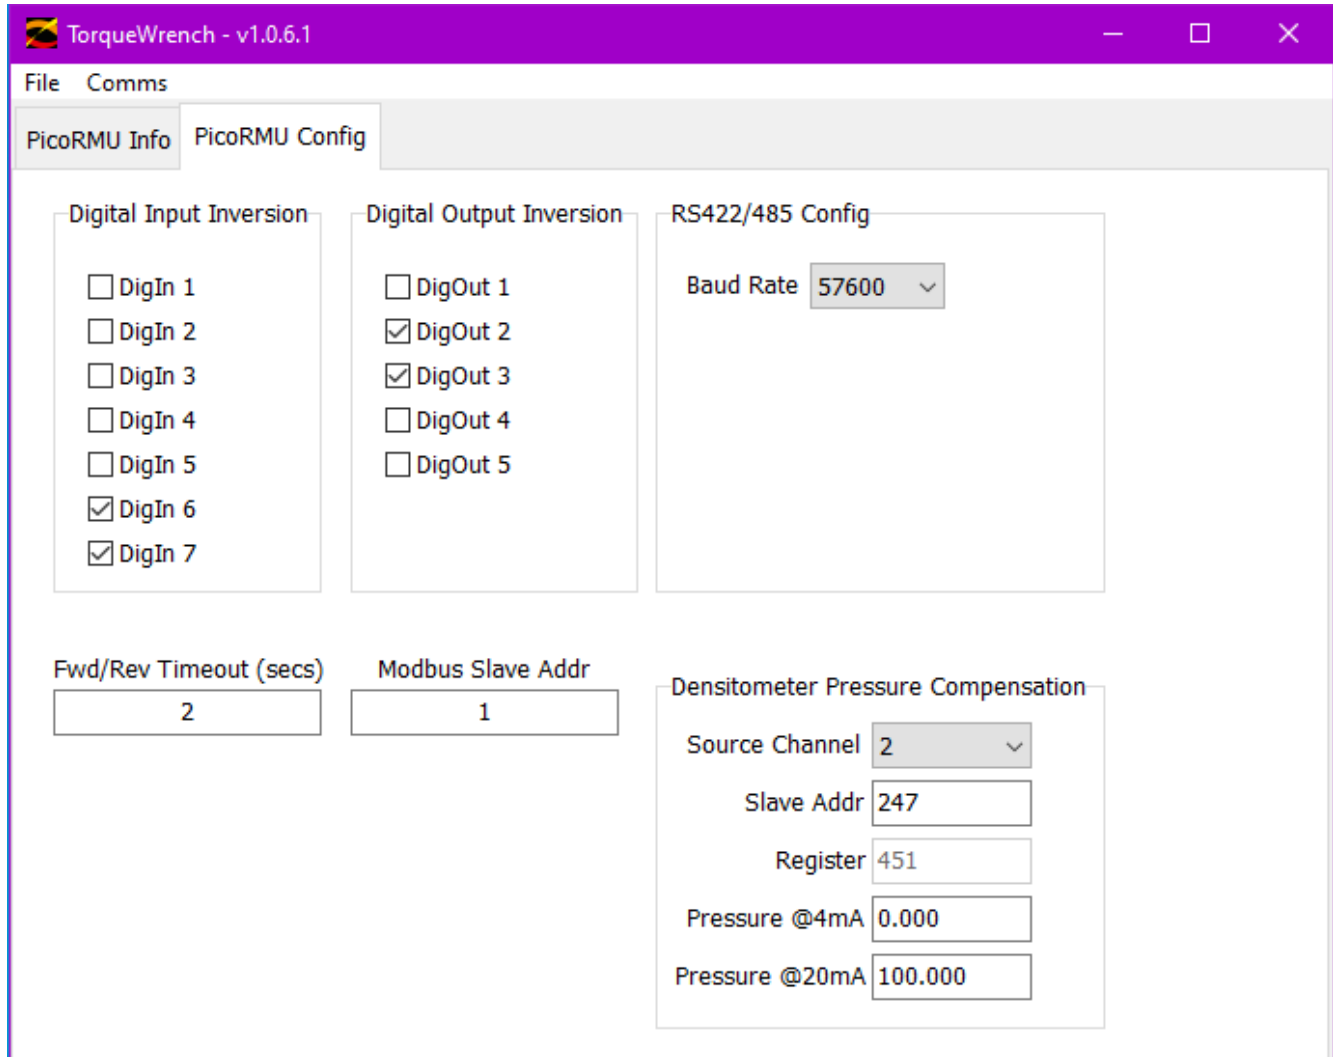 TorqueWrench - v1.0.6.1
File Comms
PicoRMU Info PicoRMU Config
Digital Input Inversion
DigIn 1
DigIn 2
DigIn 3
DigIn 4
DigIn 5
DigIn 6
DigIn 7
Digital Output Inversion
DigOut 1
DigOut 2
DigOut 3
DigOut 4
DigOut 5
RS422/485 Config
Baud Rate 57600
Fwd/Rev Timeout (secs)
2
Modbus Slave Addr
1
Densitometer Pressure Compensation
Source Channel 2
Slave Addr 247
Register 451
Pressure @4mA 0.000
Pressure @20mA 100.000